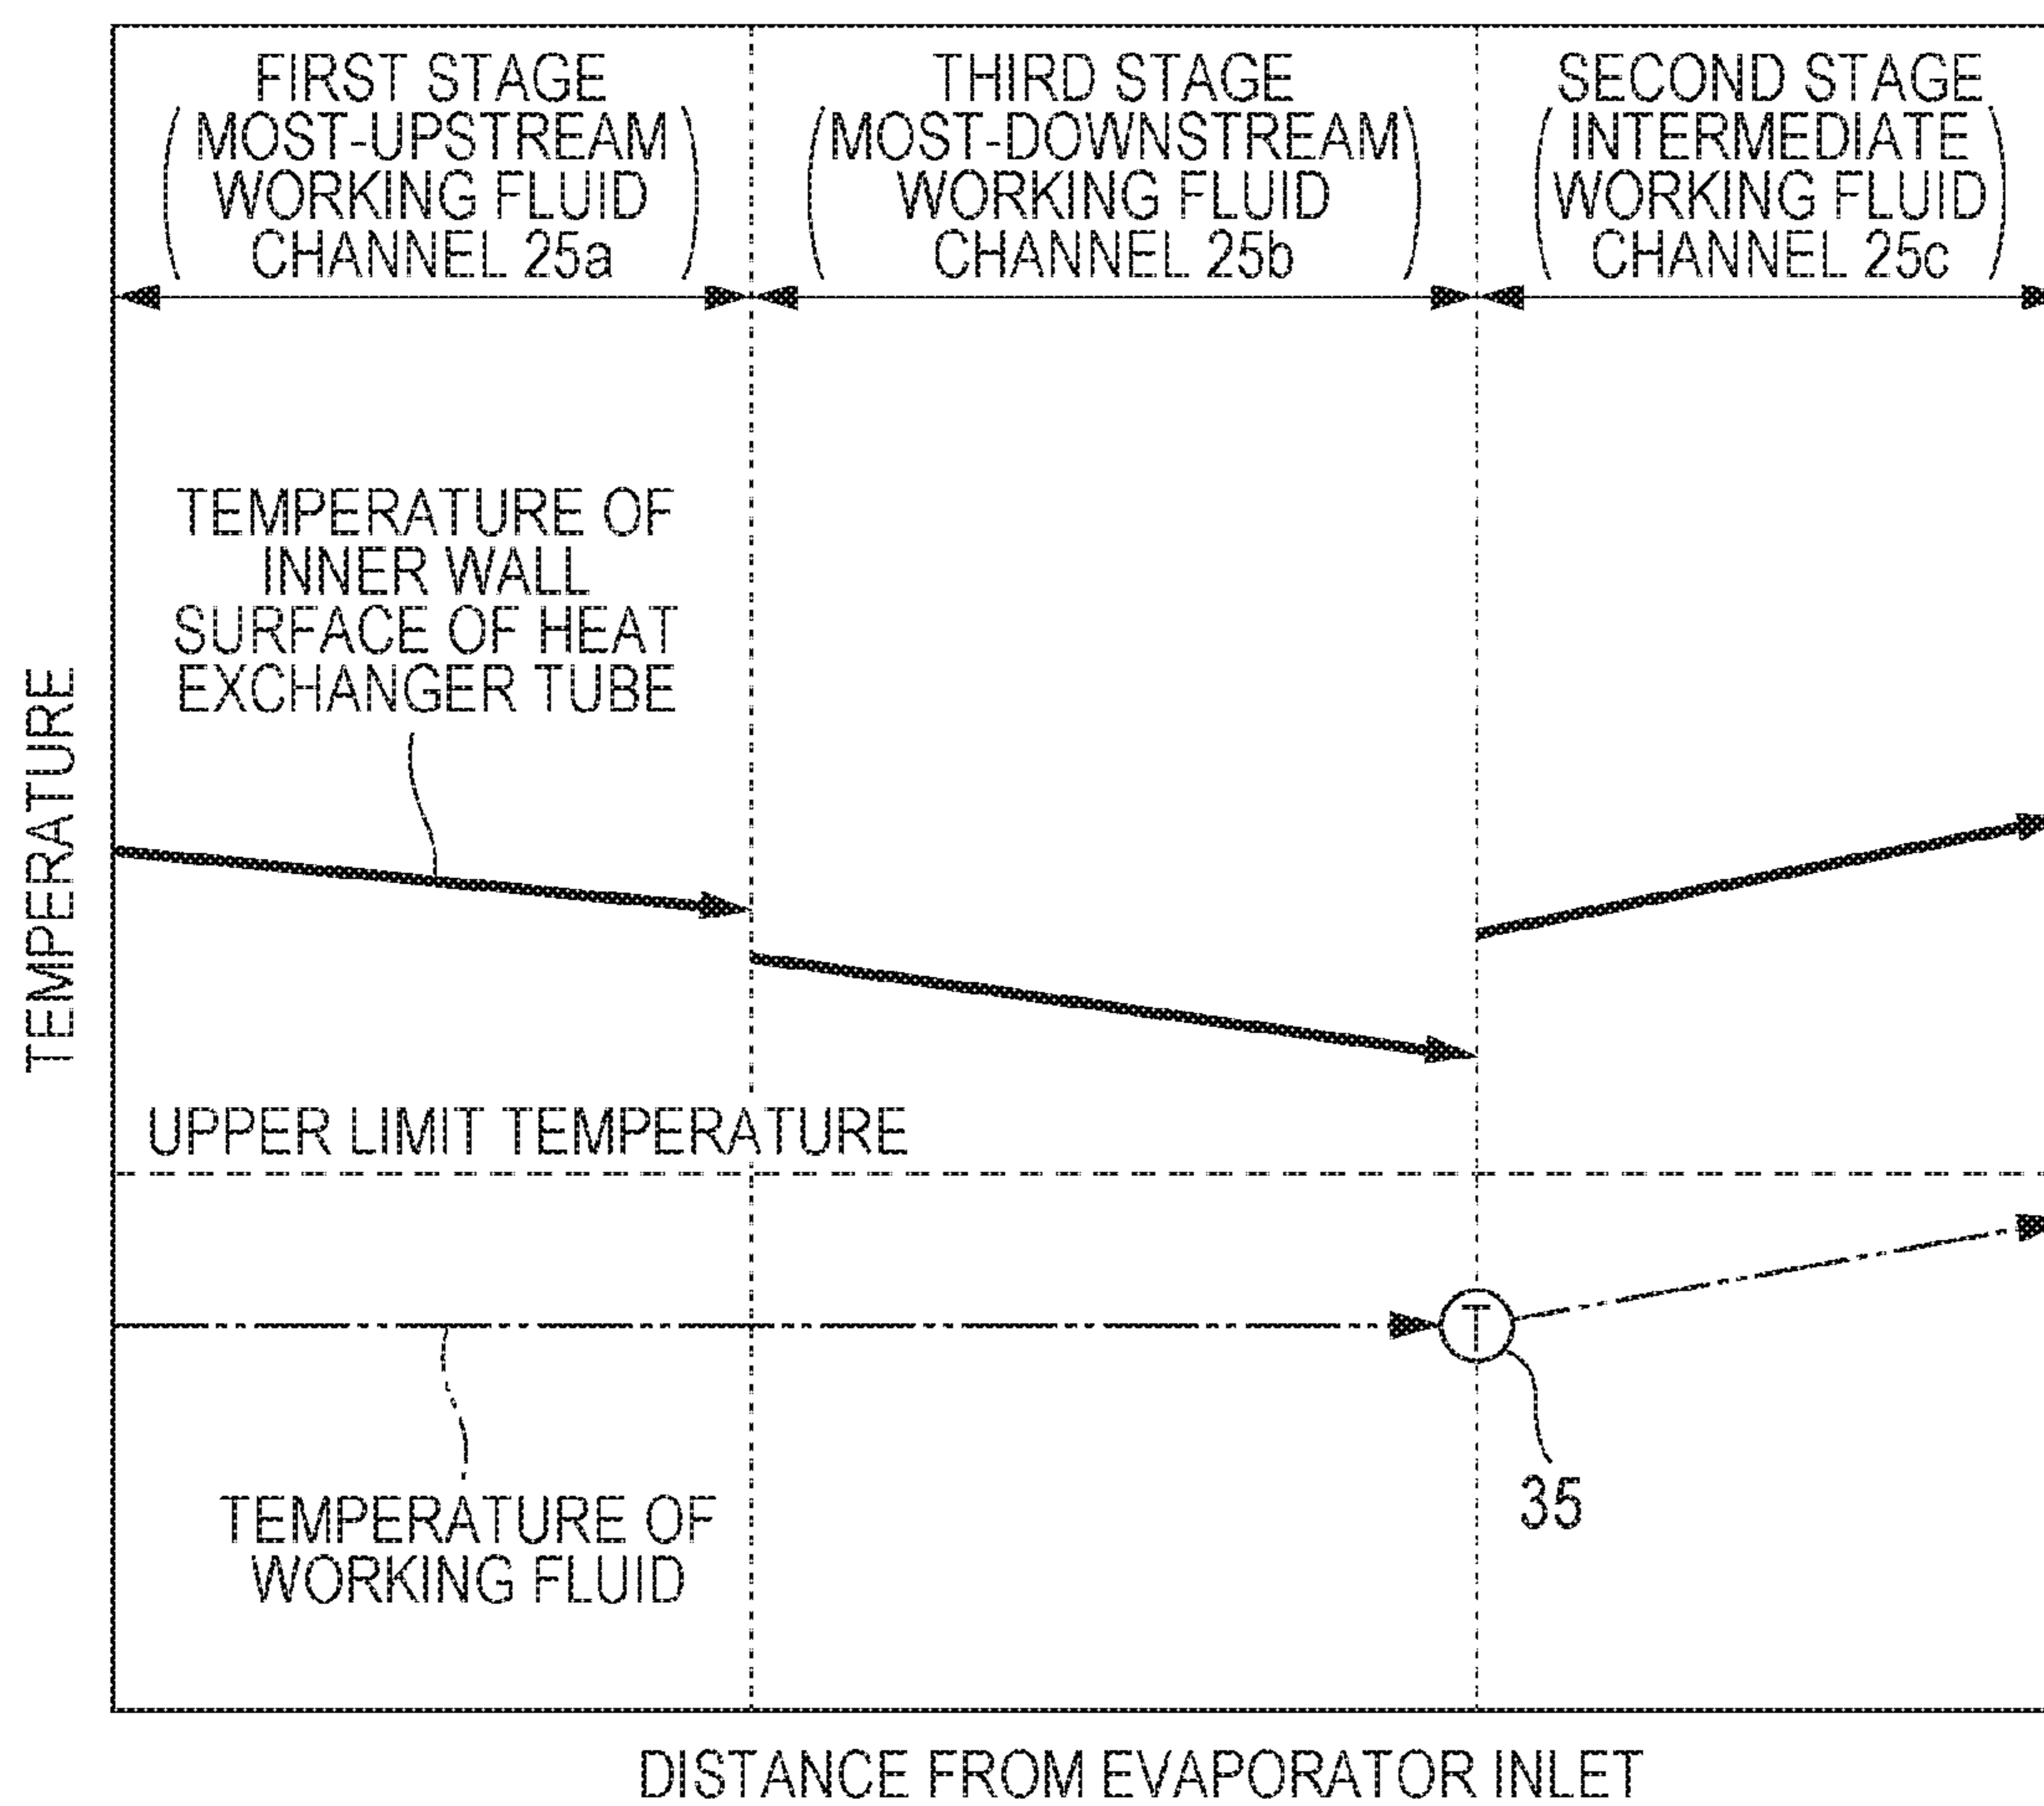 FIRST STAGE
(MOST-UPSTREAM
WORKING FLUID
CHANNEL 25a)
THIRD STAGE
(MOST-DOWNSTREAM
WORKING FLUID
CHANNEL 25b)
SECOND STAGE
(INTERMEDIATE
WORKING FLUID
CHANNEL 25c)
TEMPERATURE OF
INNER WALL
SURFACE OF HEAT
EXCHANGER TUBE
TEMPERATURE
UPPER LIMIT TEMPERATURE
T
35
TEMPERATURE OF
WORKING FLUID
DISTANCE FROM EVAPORATOR INLET